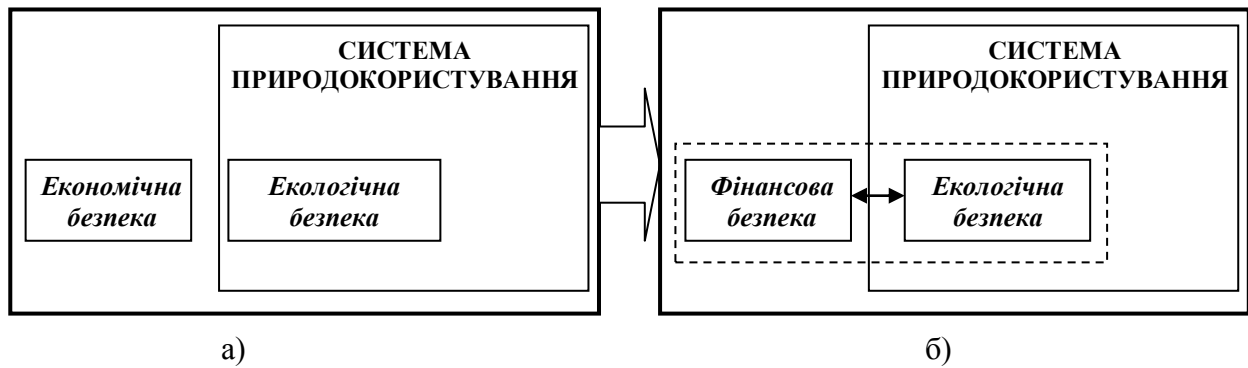 СИСТЕМА
ПРИРОДОКОРИСТУВАННЯ
Економічна
безпека
Екологічна
безпека
СИСТЕМА
ПРИРОДОКОРИСТУВАННЯ
Фінансова
безпека
Екологічна
безпека
а)
б)